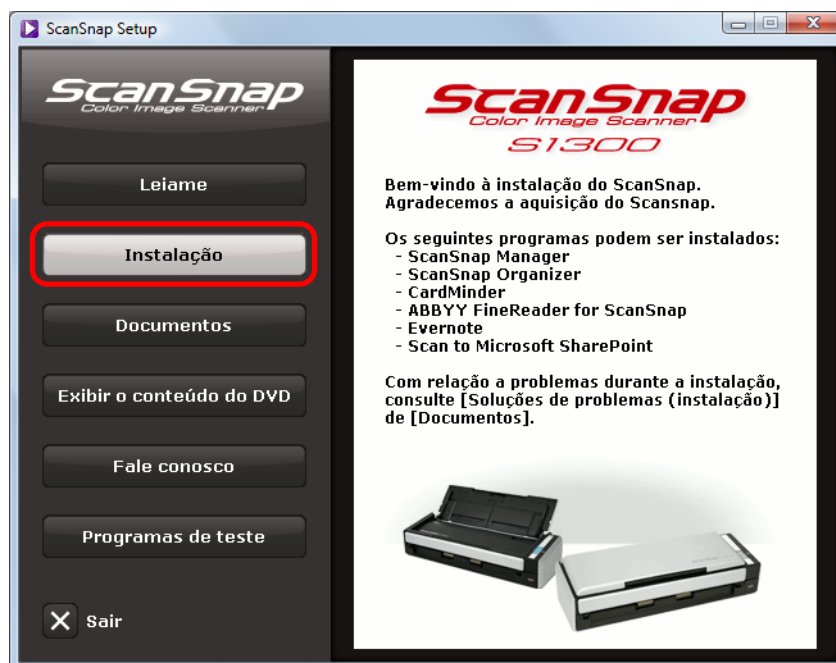 ScanSnap Setup
ScanSnap
Color Image Scanner
Leiame
Instalação
Documentos
Exibir o conteúdo do DVD
Fale conosco
Programas de teste
Sair
ScanSnap
Color Image Scanner
S1300
Bem-vindo à instalação do ScanSnap.
Agradecemos a aquisição do Scansnap.
Os seguintes programas podem ser instalados:
- ScanSnap Manager
- ScanSnap Organizer
- CardMinder
- ABBYY FineReader for ScanSnap
- Evernote
- Scan to Microsoft SharePoint
Com relação a problemas durante a instalação,
consulte [Soluções de problemas (instalação)]
de [Documentos].